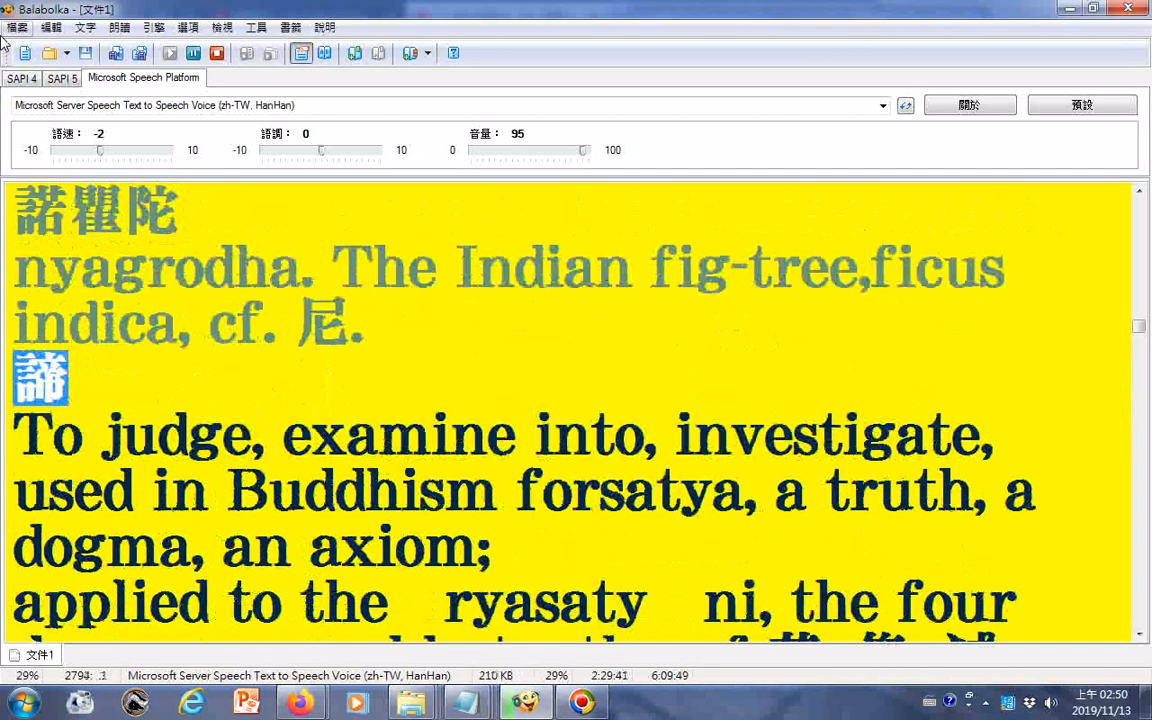 Balabolka - [文件1]
檔案 編輯 文字 朗讀 引擎 選項 檢視 工具 書籤 說明
SAPI 4 SAPI 5 Microsoft Speech Platform
Microsoft Server Speech Text to Speech Voice (zh-TW, HanHan) 關於 預設
語速： -2 語調： 0 音量： 95
-10 10 -10 10 0 100
諾瞿陀
nyagrodha. The Indian fig-tree,ficus
indica, cf. 尼.
諦
To judge, examine into, investigate,
used in Buddhism forsatya, a truth, a
dogma, an axiom;
applied to the ryasaty ni, the four
文件1
29% 2794: .1 Microsoft Server Speech Text to Speech Voice (zh-TW, HanHan) 210 KB 29% 2:29:41 6:09:49
上午 02:50
2019/11/13